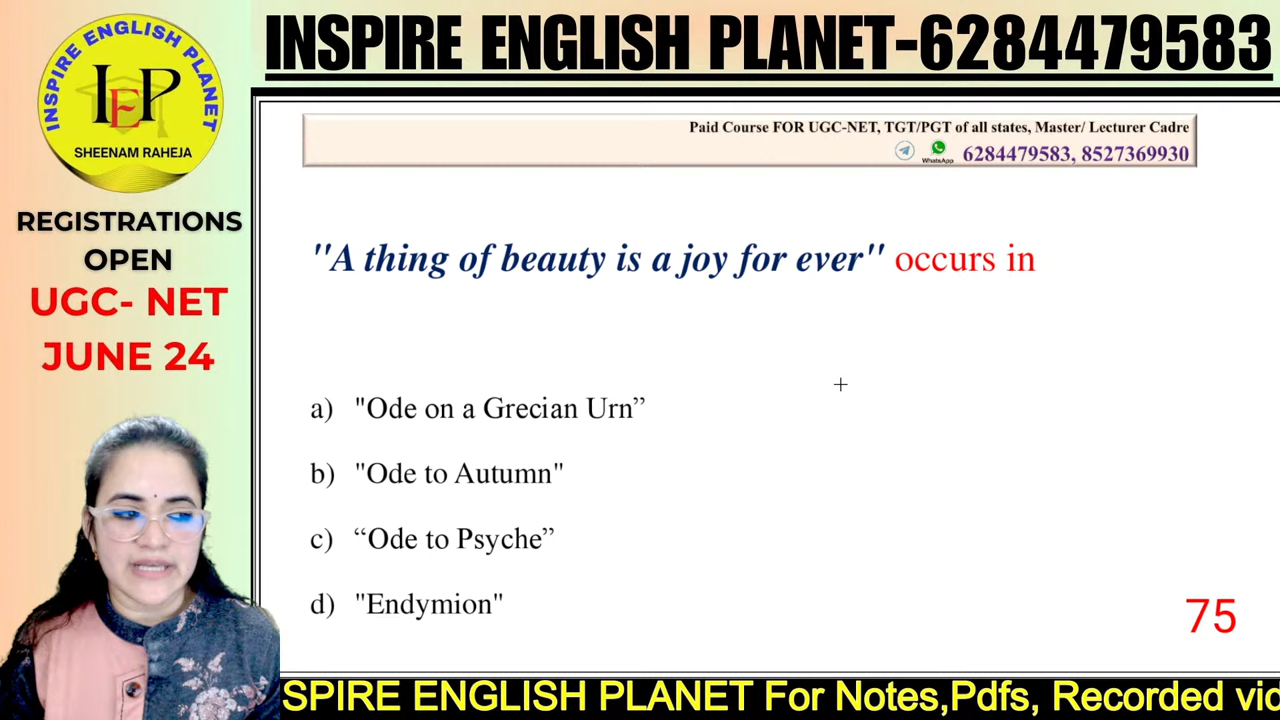 INSPIRE ENGLISH PLANET
IEP
SHEENAM RAHEJA
REGISTRATIONS
OPEN
UGC- NET
JUNE 24
INSPIRE ENGLISH PLANET-6284479583
Paid Course FOR UGC-NET, TGT/PGT of all states, Master/ Lecturer Cadre
WhatsApp 6284479583, 8527369930
"A thing of beauty is a joy for ever" occurs in
a) "Ode on a Grecian Urn”
b) "Ode to Autumn"
c) “Ode to Psyche”
d) "Endymion"
75
SPIRE ENGLISH PLANET For Notes,Pdfs, Recorded vid